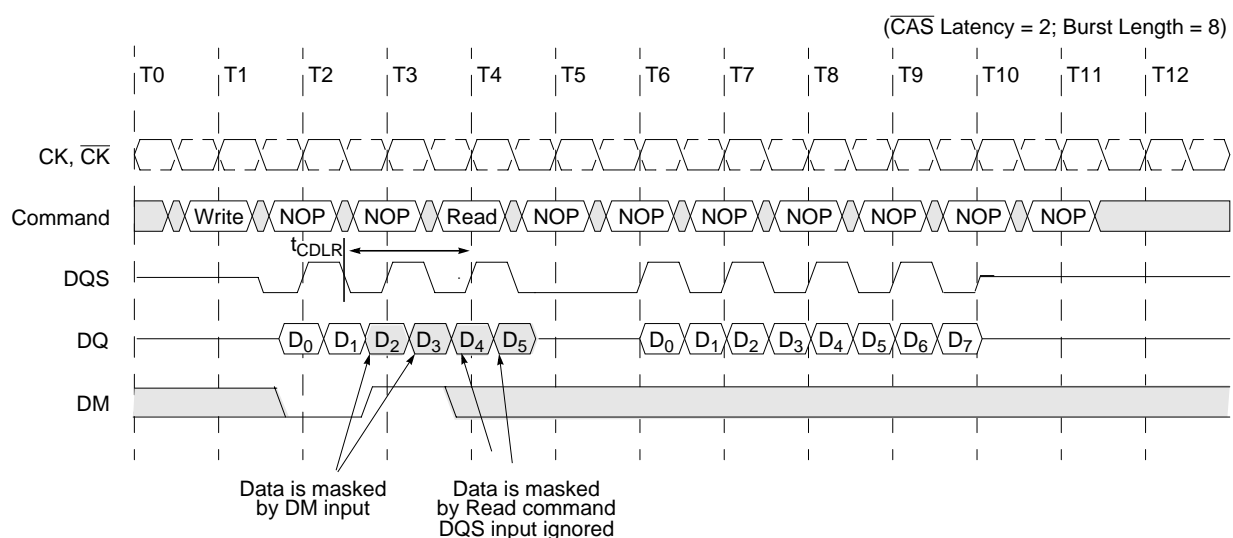 (C̅A̅S̅ Latency = 2; Burst Length = 8)
T0 T1 T2 T3 T4 T5 T6 T7 T8 T9 T10 T11 T12
CK, C̅K̅
Command Write NOP NOP Read NOP NOP NOP NOP NOP NOP NOP
tCDLR
DQS
DQ D0 D1 D2 D3 D4 D5 D0 D1 D2 D3 D4 D5 D6 D7
DM
Data is masked
by DM input
Data is masked
by Read command
DQS input ignored